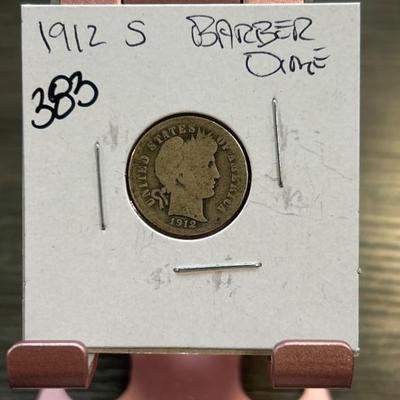 1912 S BARBER
DIME
383
UNITED STATES OF AMERICA
1912